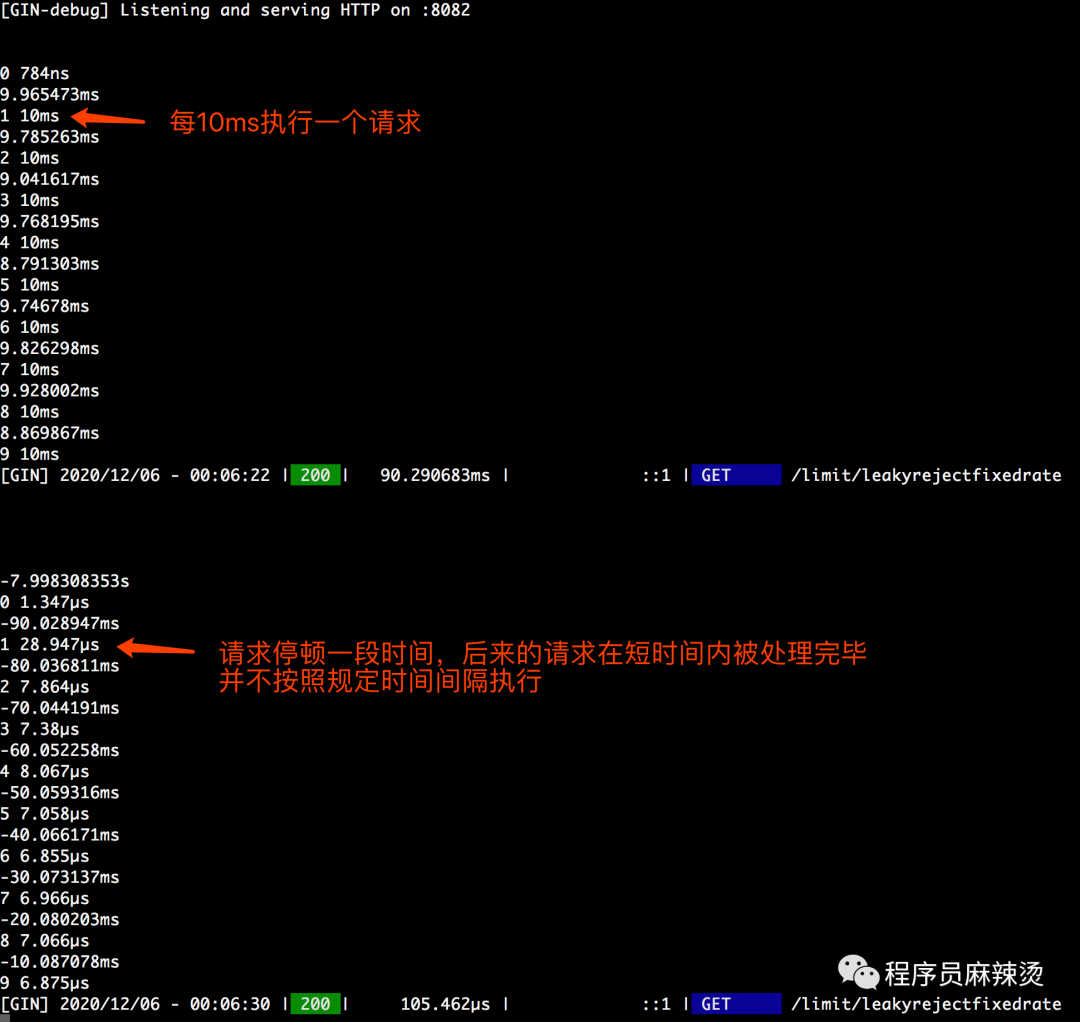 [GIN-debug] Listening and serving HTTP on :8082
0 784ns
9.965473ms
1 10ms
每10ms执行一个请求
9.785263ms
2 10ms
9.041617ms
3 10ms
9.768195ms
4 10ms
8.791303ms
5 10ms
9.74678ms
6 10ms
9.826298ms
7 10ms
9.928002ms
8 10ms
8.869867ms
9 10ms
[GIN] 2020/12/06 - 00:06:22 | 200 | 90.290683ms | ::1 | GET /limit/leakyrejectfixedrate
-7.998308353s
0 1.347µs
-90.028947ms
1 28.947µs
请求停顿一段时间，后来的请求在短时间内被处理完毕
并不按照规定时间间隔执行
-80.036811ms
2 7.864µs
-70.044191ms
3 7.38µs
-60.052258ms
4 8.067µs
-50.059316ms
5 7.058µs
-40.066171ms
6 6.855µs
-30.073137ms
7 6.966µs
-20.080203ms
8 7.066µs
-10.087078ms
9 6.875µs
程序员麻辣烫
[GIN] 2020/12/06 - 00:06:30 | 200 | 105.462µs | ::1 | GET /limit/leakyrejectfixedrate